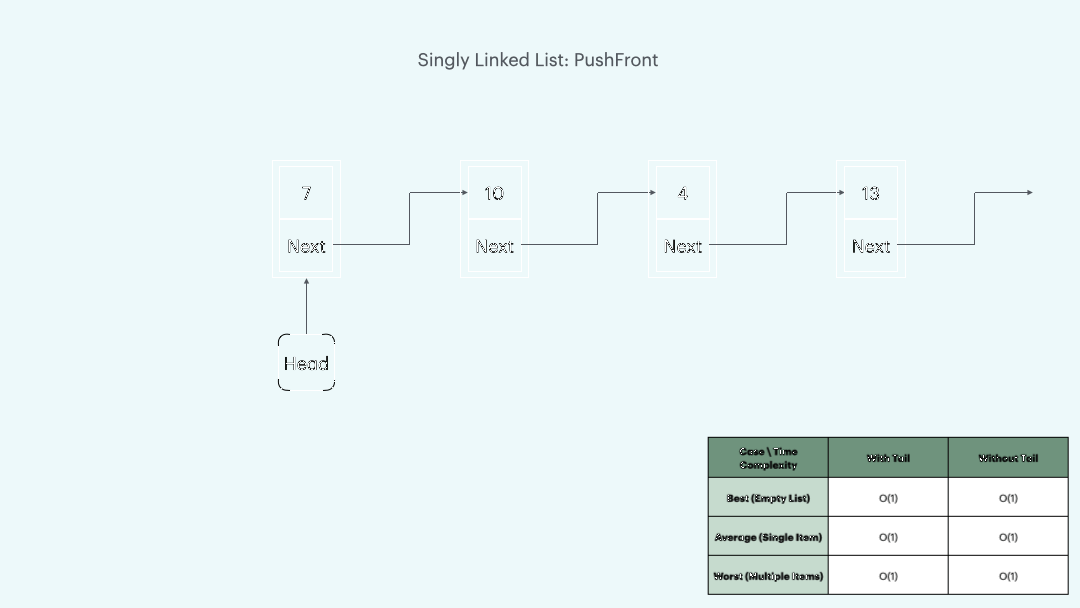 Singly Linked List: PushFront
7
10
4
13
Next
Next
Next
Next
Head
Case \ Time
Complexity
With Tail
Without Tail
Best (Empty List)
O(1)
O(1)
Average (Single Item)
O(1)
O(1)
Worst (Multiple Items)
O(1)
O(1)